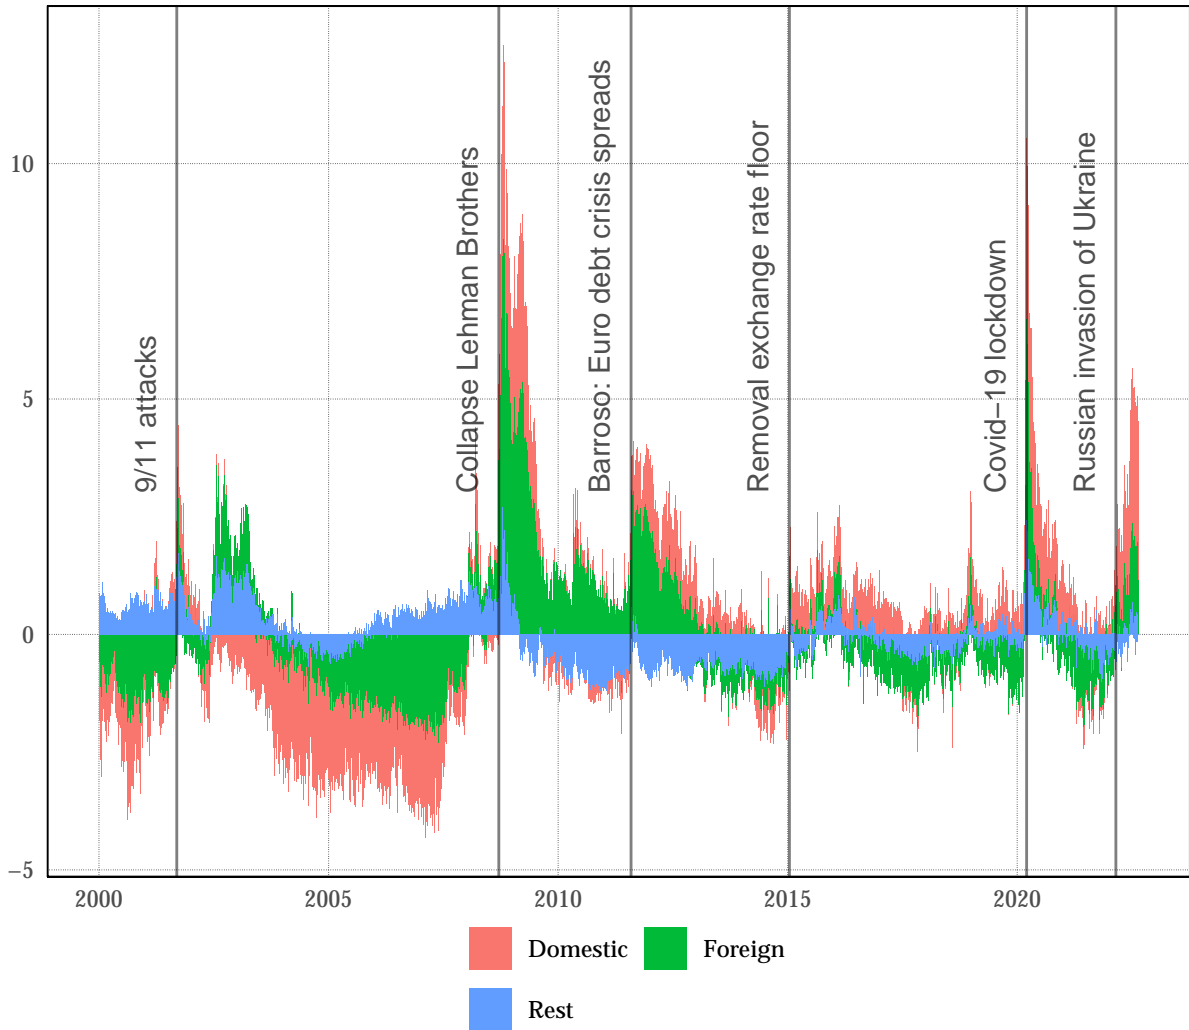 10
5
0
−5
9/11 attacks
Collapse Lehman Brothers
Barroso: Euro debt crisis spreads
Removal exchange rate floor
Covid−19 lockdown
Russian invasion of Ukraine
2000 2005 2010 2015 2020
Domestic Foreign
Rest